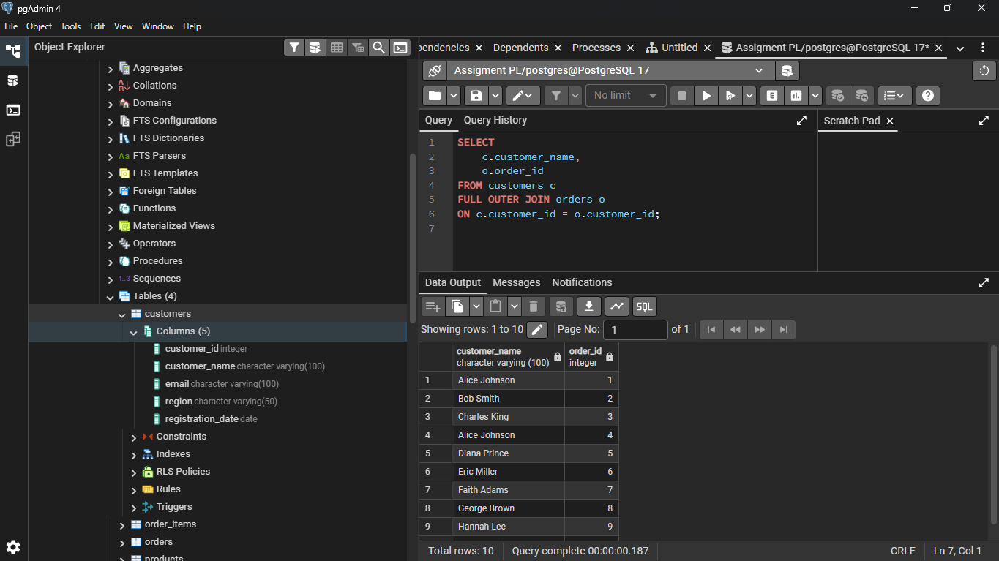 pgAdmin 4
File Object Tools Edit View Window Help
Object Explorer
Aggregates
Collations
Domains
FTS Configurations
FTS Dictionaries
Aa FTS Parsers
FTS Templates
Foreign Tables
Functions
Materialized Views
Operators
Procedures
1..3 Sequences
Tables (4)
customers
Columns (5)
customer_id integer
customer_name character varying(100)
email character varying(100)
region character varying(50)
registration_date date
Constraints
Indexes
RLS Policies
Rules
Triggers
order_items
orders
products
pendencies Dependents Processes Untitled Assigment PL/postgres@PostgreSQL 17*
Assigment PL/postgres@PostgreSQL 17
No limit E
Query Query History
Scratch Pad
1 SELECT
2 c.customer_name,
3 o.order_id
4 FROM customers c
5 FULL OUTER JOIN orders o
6 ON c.customer_id = o.customer_id;
7
Data Output Messages Notifications
SQL
Showing rows: 1 to 10 Page No: 1 of 1
customer_name order_id
character varying (100) integer
1 Alice Johnson 1
2 Bob Smith 2
3 Charles King 3
4 Alice Johnson 4
5 Diana Prince 5
6 Eric Miller 6
7 Faith Adams 7
8 George Brown 8
9 Hannah Lee 9
Total rows: 10 Query complete 00:00:00.187 CRLF Ln 7, Col 1